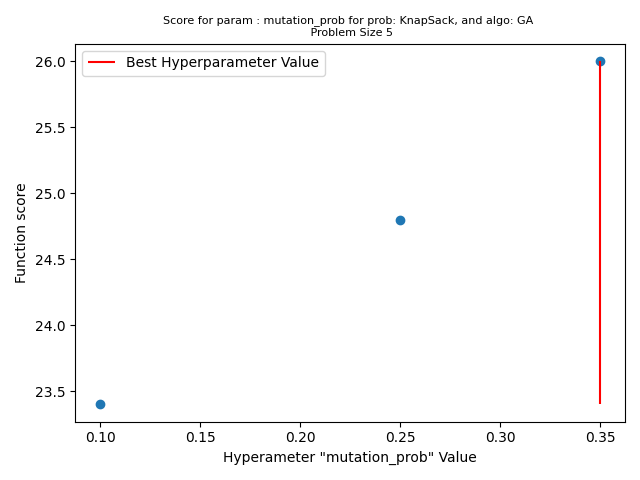 Score for param : mutation_prob for prob: KnapSack, and algo: GA
Problem Size 5
Best Hyperparameter Value
26.0
25.5
25.0
24.5
24.0
23.5
Function score
0.10 0.15 0.20 0.25 0.30 0.35
Hyperameter "mutation_prob" Value